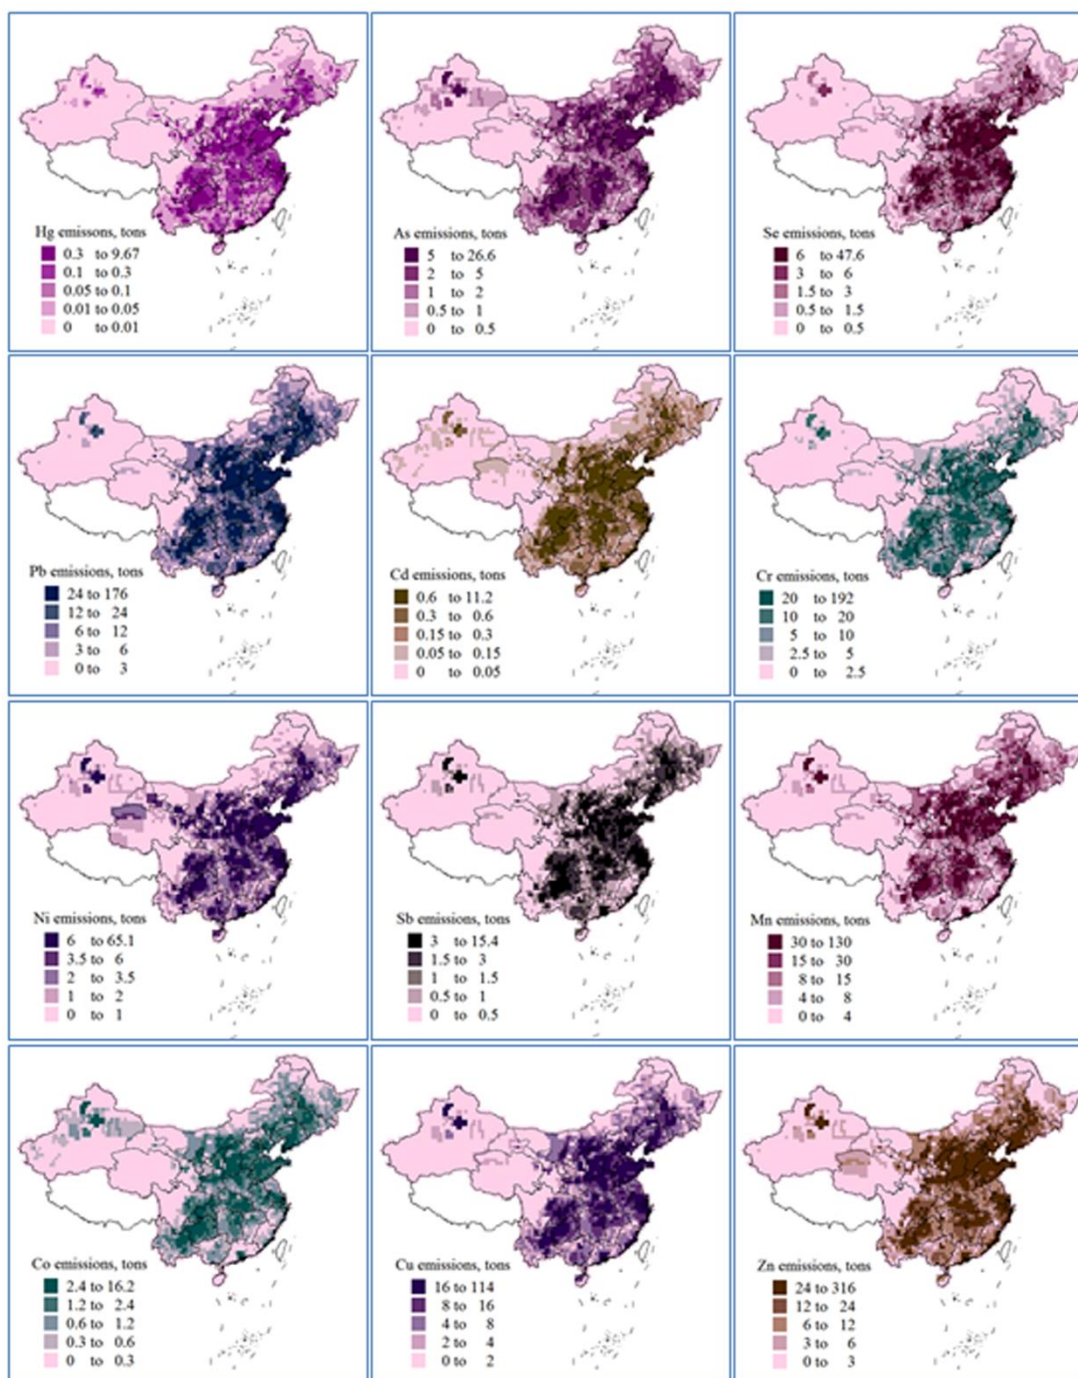 Hg emissons, tons
0.3 to 9.67
0.1 to 0.3
0.05 to 0.1
0.01 to 0.05
0 to 0.01
As emissions, tons
5 to 26.6
2 to 5
1 to 2
0.5 to 1
0 to 0.5
Se emissions, tons
6 to 47.6
3 to 6
1.5 to 3
0.5 to 1.5
0 to 0.5
Pb emissions, tons
24 to 176
12 to 24
6 to 12
3 to 6
0 to 3
Cd emissions, tons
0.6 to 11.2
0.3 to 0.6
0.15 to 0.3
0.05 to 0.15
0 to 0.05
Cr emissions, tons
20 to 192
10 to 20
5 to 10
2.5 to 5
0 to 2.5
Ni emissions, tons
6 to 65.1
3.5 to 6
2 to 3.5
1 to 2
0 to 1
Sb emissions, tons
3 to 15.4
1.5 to 3
1 to 1.5
0.5 to 1
0 to 0.5
Mn emissions, tons
30 to 130
15 to 30
8 to 15
4 to 8
0 to 4
Co emissions, tons
2.4 to 16.2
1.2 to 2.4
0.6 to 1.2
0.3 to 0.6
0 to 0.3
Cu emissions, tons
16 to 114
8 to 16
4 to 8
2 to 4
0 to 2
Zn emissions, tons
24 to 316
12 to 24
6 to 12
3 to 6
0 to 3